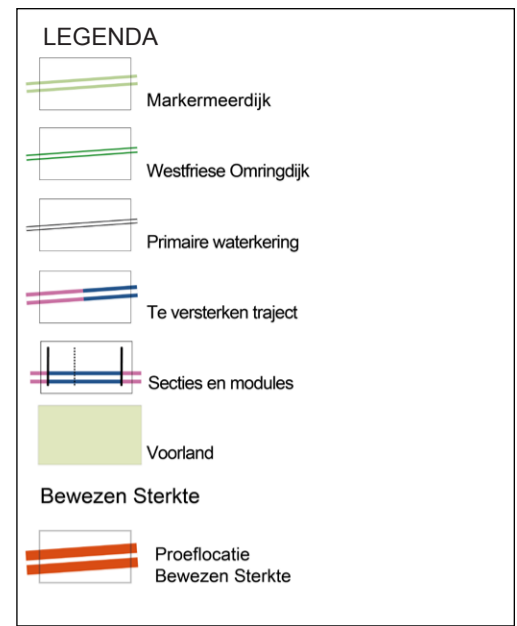 LEGENDA
Markermeerdijk
Westfriese Omringdijk
Primaire waterkering
Te versterken traject
Secties en modules
Voorland
Bewezen Sterkte
Proeflocatie
Bewezen Sterkte